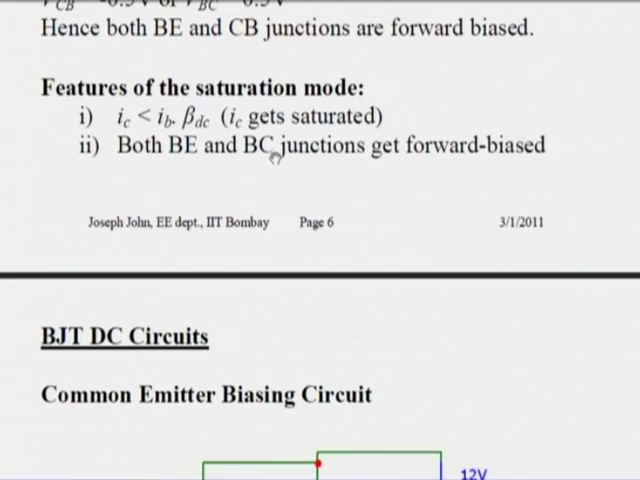 Hence both BE and CB junctions are forward biased.
Features of the saturation mode:
i) ic < ib. βdc (ic gets saturated)
ii) Both BE and BC junctions get forward-biased
Joseph John, EE dept., IIT Bombay Page 6 3/1/2011
BJT DC Circuits
Common Emitter Biasing Circuit
12V